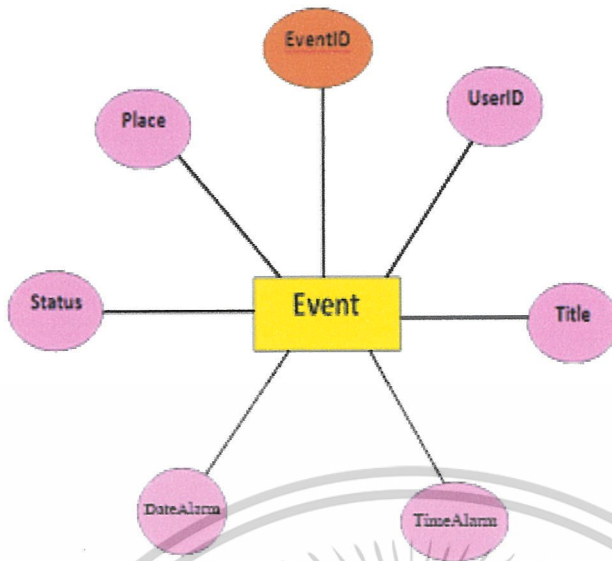 EventID
UserID
Place
Status
Event
Title
DateAlarm
TimeAlarm